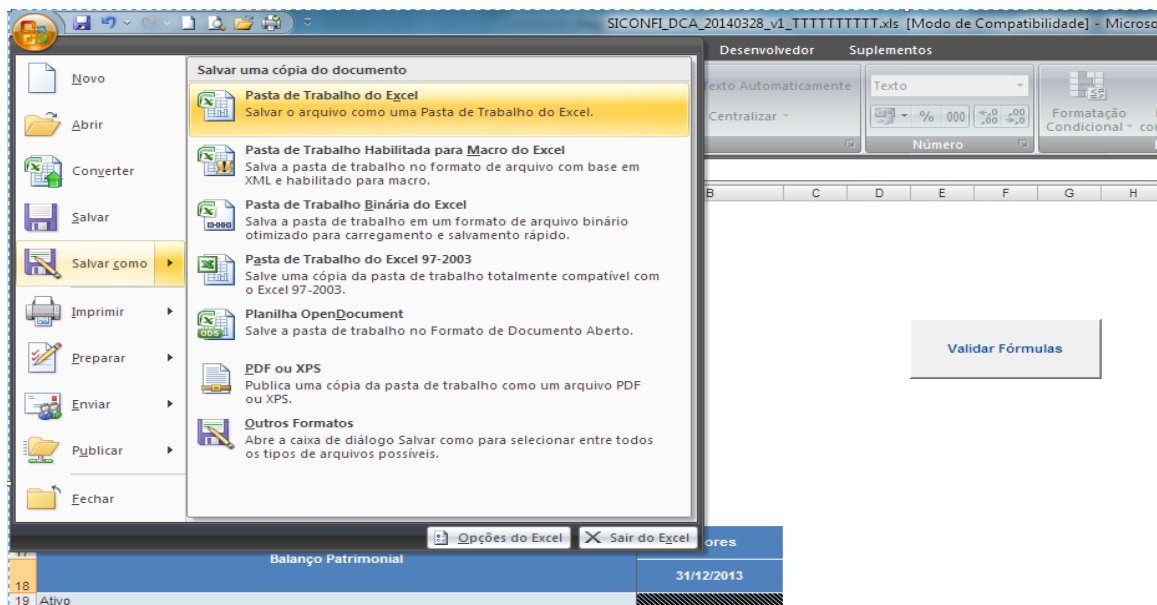 SICONFI_DCA_20140328_v1_TTTTTTTTTT.xls [Modo de Compatibilidade] - Microso
Desenvolvedor Suplementos
Novo
Abrir
Converter
Salvar
Salvar como
Imprimir
Preparar
Enviar
Publicar
Fechar
Salvar uma cópia do documento
Pasta de Trabalho do Excel
Salvar o arquivo como uma Pasta de Trabalho do Excel.
Pasta de Trabalho Habilitada para Macro do Excel
Salva a pasta de trabalho no formato de arquivo com base em
XML e habilitado para macro.
Pasta de Trabalho Binária do Excel
Salva a pasta de trabalho em um formato de arquivo binário
otimizado para carregamento e salvamento rápido.
Pasta de Trabalho do Excel 97-2003
Salve uma cópia da pasta de trabalho totalmente compatível com
o Excel 97-2003.
Planilha OpenDocument
Salve a pasta de trabalho no Formato de Documento Aberto.
PDF ou XPS
Publica uma cópia da pasta de trabalho como um arquivo PDF
ou XPS.
Outros Formatos
Abre a caixa de diálogo Salvar como para selecionar entre todos
os tipos de arquivos possíveis.
Opções do Excel Sair do Excel
Texto Automaticamente
Centralizar
Texto
% 000 ,00 ,0
Número
Formatação
Condicional
B C D E F G H
Validar Fórmulas
ores
Balanço Patrimonial
31/12/2013
18
19 Ativo